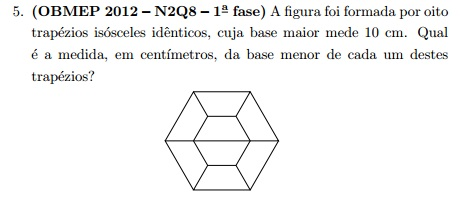 5. (OBMEP 2012 – N2Q8 – 1ª fase) A figura foi formada por oito
trapézios isósceles idênticos, cuja base maior mede 10 cm. Qual
é a medida, em centímetros, da base menor de cada um destes
trapézios?